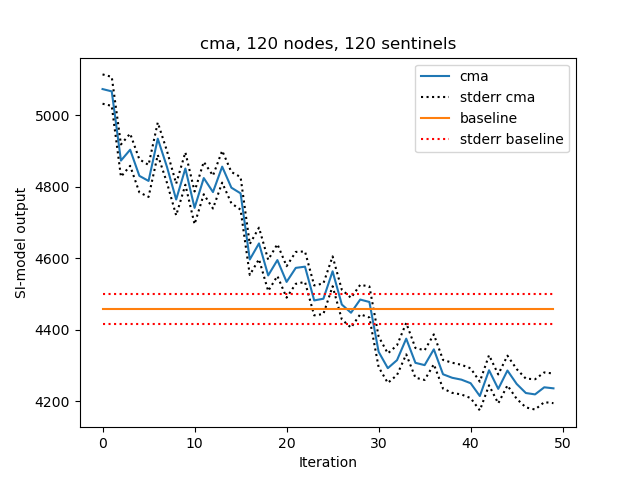 cma, 120 nodes, 120 sentinels
cma
stderr cma
baseline
stderr baseline
5000
4800
4600
4400
4200
SI-model output
0 10 20 30 40 50
Iteration